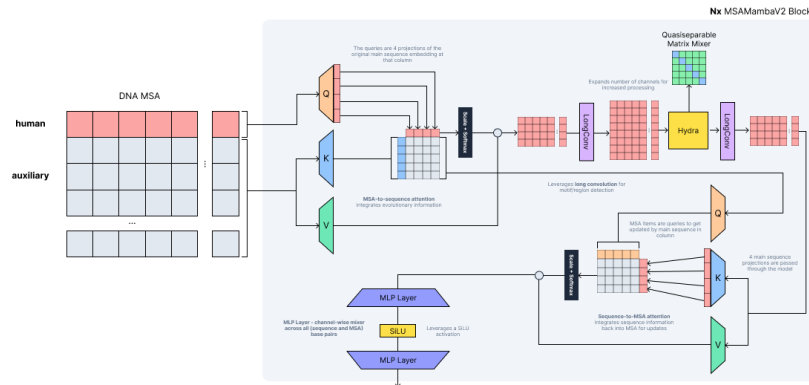 Nx MSAMambaV2 Block
Quasiseparable
Matrix Mixer
The queries are 4 projections of the
original main sequence embedding at
that column
DNA MSA
Expands number of channels for
increased processing
Q
human
Scale + Softmax
LongConv
Hydra
LongConv
K
auxiliary
MSA-to-sequence attention
integrates evolutionary information
Leverages long convolution for
motif/region detection
V
Q
MSA items are queries to get
updated by main sequence in
column
...
Scale + Softmax
K
4 main sequence
projections are passed
through the model
MLP Layer
MLP Layer - channel-wise mixer
across all (sequence and MSA)
base pairs
SiLU
Leverages a SiLU
activation
Sequence-to-MSA attention
Integrates sequence information
back into MSA for updates
V
MLP Layer